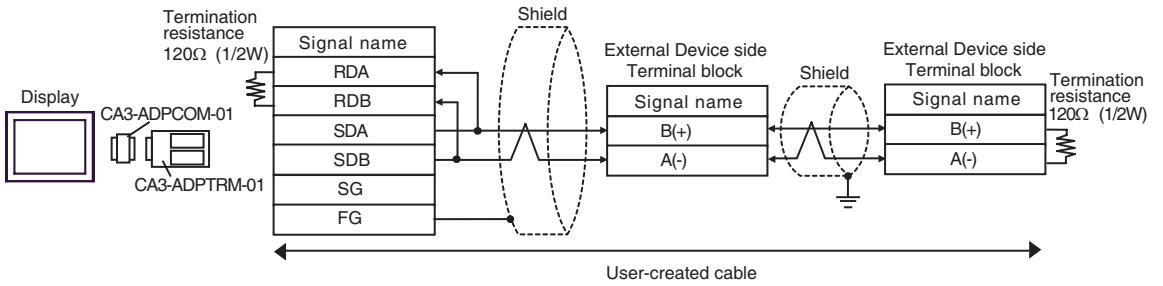 Display
CA3-ADPCOM-01
CA3-ADPTRM-01
Termination
resistance
120Ω (1/2W)
Signal name
RDA
RDB
SDA
SDB
SG
FG
Shield
External Device side
Terminal block
Signal name
B(+)
A(-)
Shield
External Device side
Terminal block
Signal name
B(+)
A(-)
Termination
resistance
120Ω (1/2W)
User-created cable